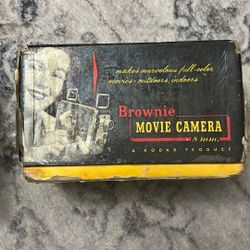 ...makes marvelous full-color
movies - outdoors, indoors
Brownie
MOVIE CAMERA
8 mm.
A KODAK PRODUCT